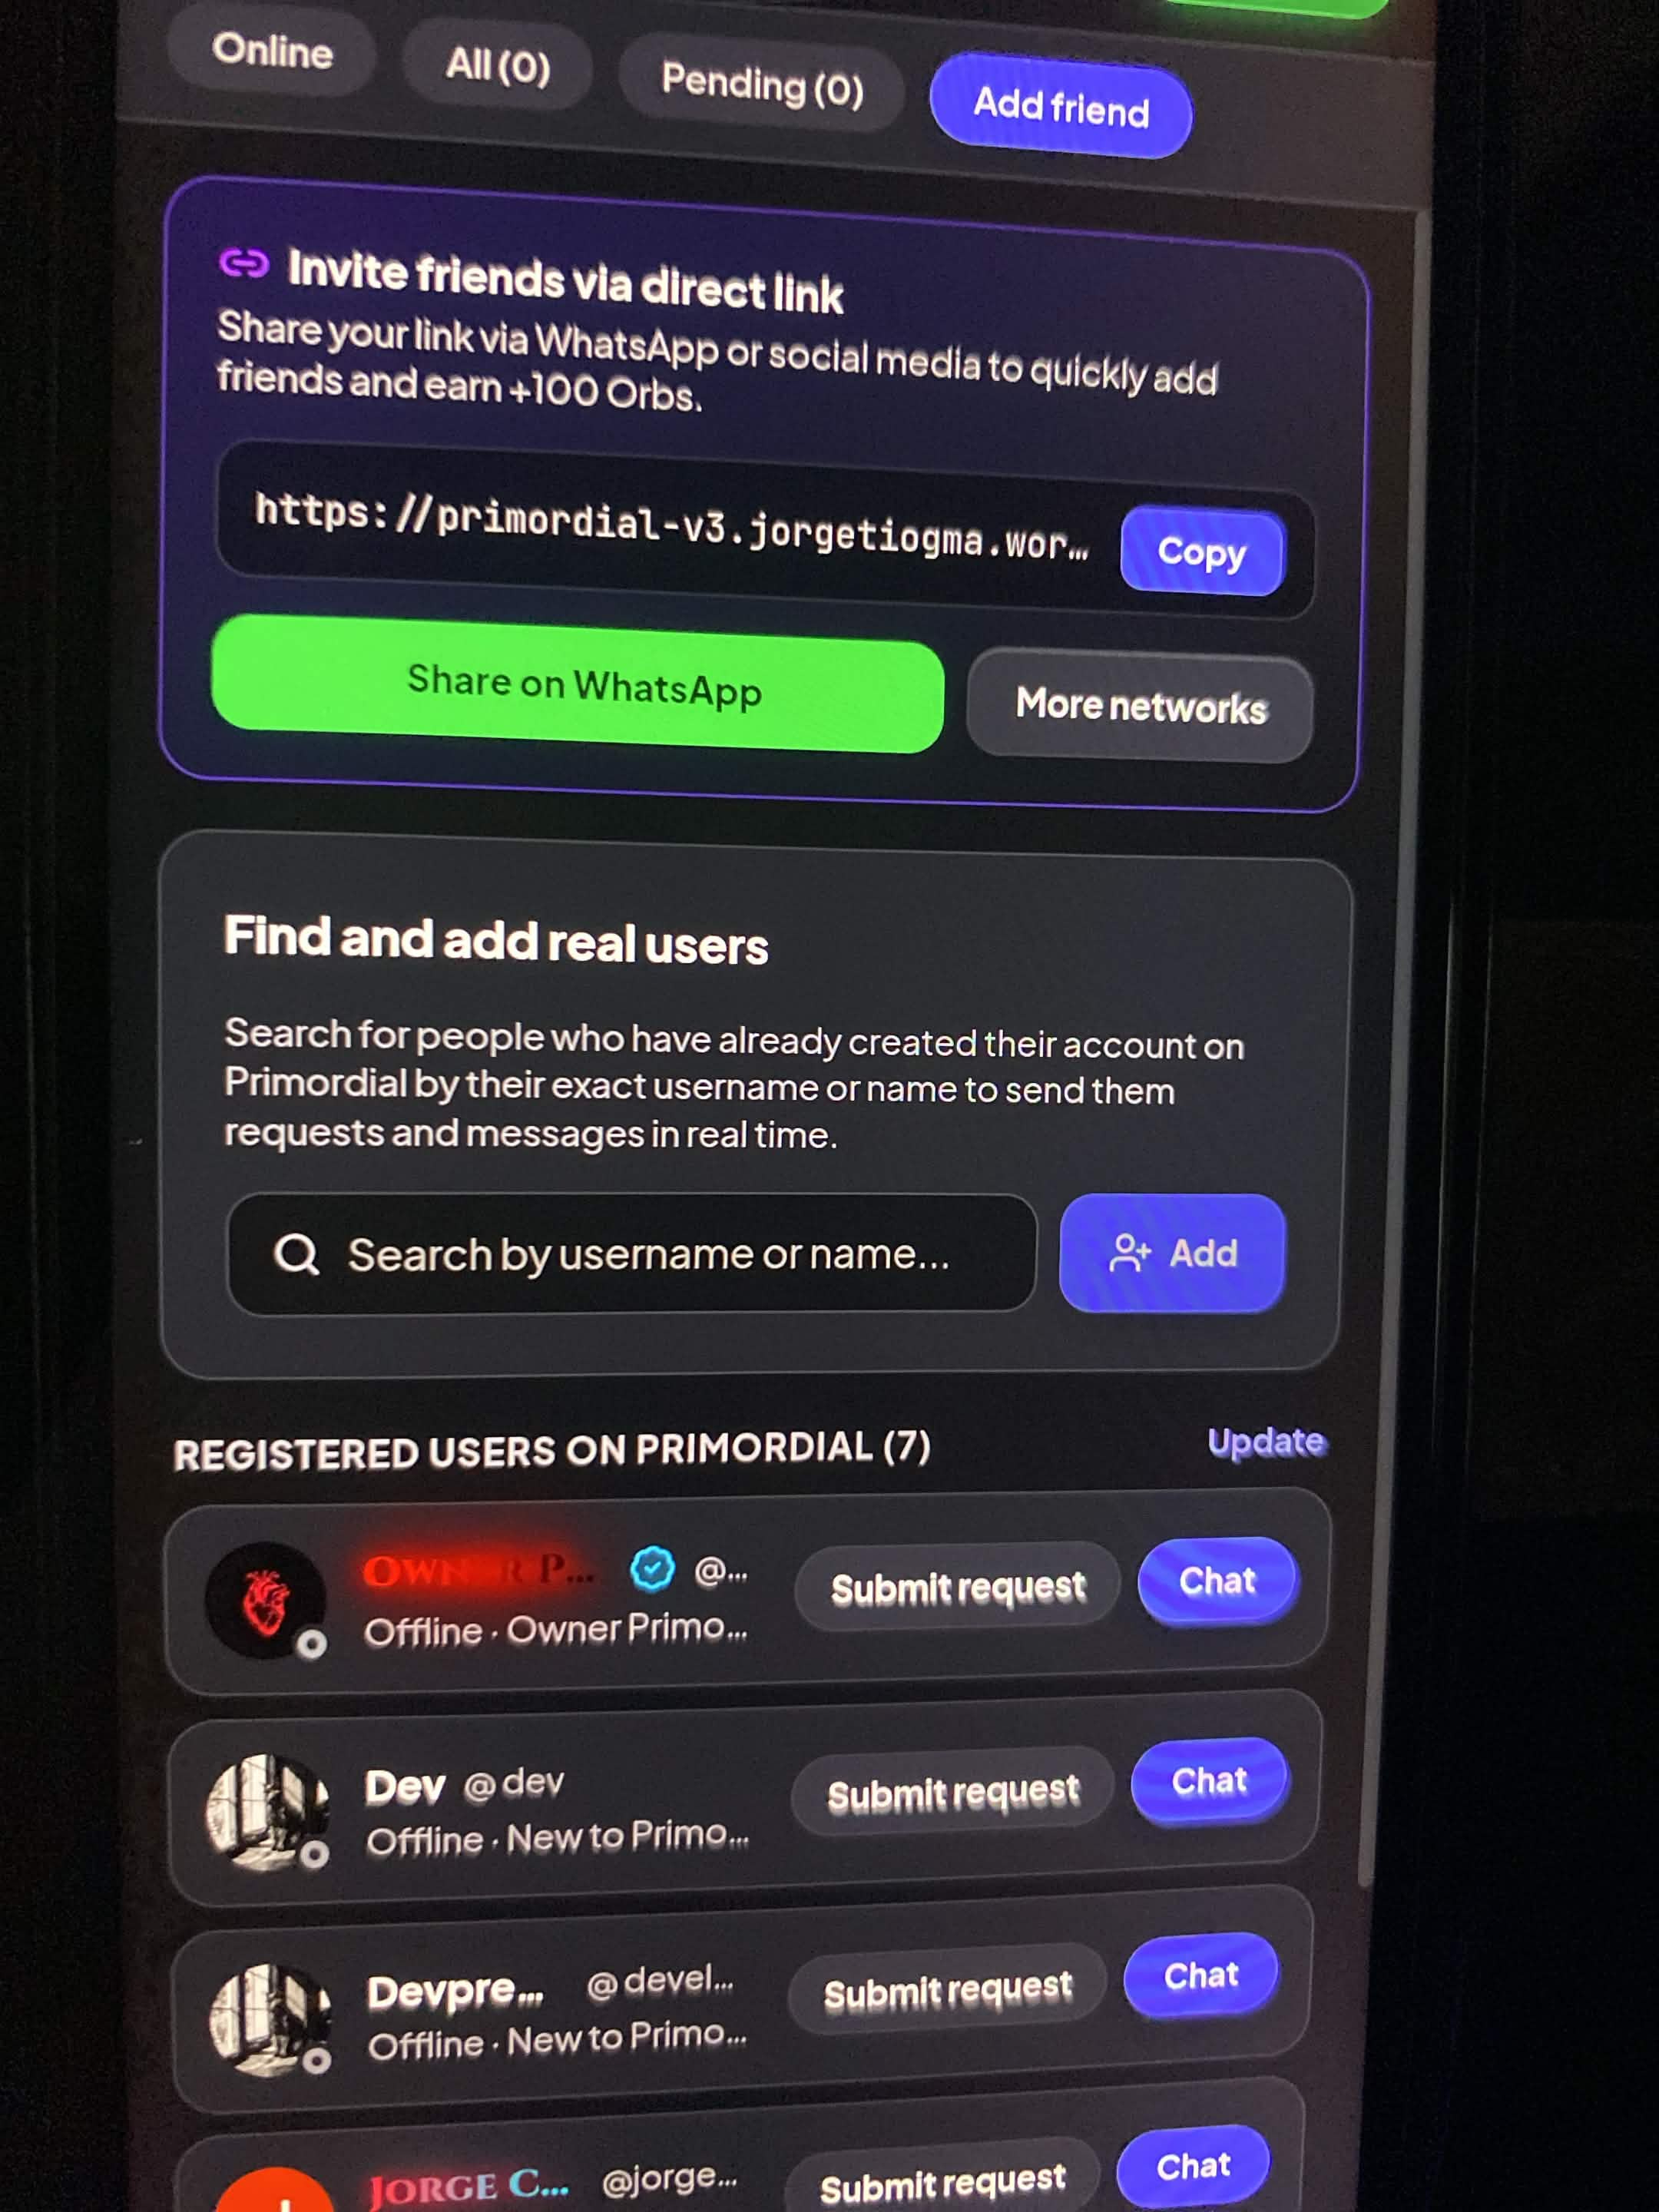 Online
All (0)
Pending (0)
Add friend
Invite friends via direct link
Share your link via WhatsApp or social media to quickly add
friends and earn +100 Orbs.
https://primordial-v3.jorgetiogma.wor…
Copy
Share on WhatsApp
More networks
Find and add real users
Search for people who have already created their account on
Primordial by their exact username or name to send them
requests and messages in real time.
Search by username or name...
Add
REGISTERED USERS ON PRIMORDIAL (7)
Update
P... @...
Submit request
Chat
Offline · Owner Primo...
Dev @dev
Submit request
Chat
Offline · New to Primo...
Devpre... @devel...
Submit request
Chat
Offline · New to Primo...
JORGE C... @jorge...
Submit request
Chat